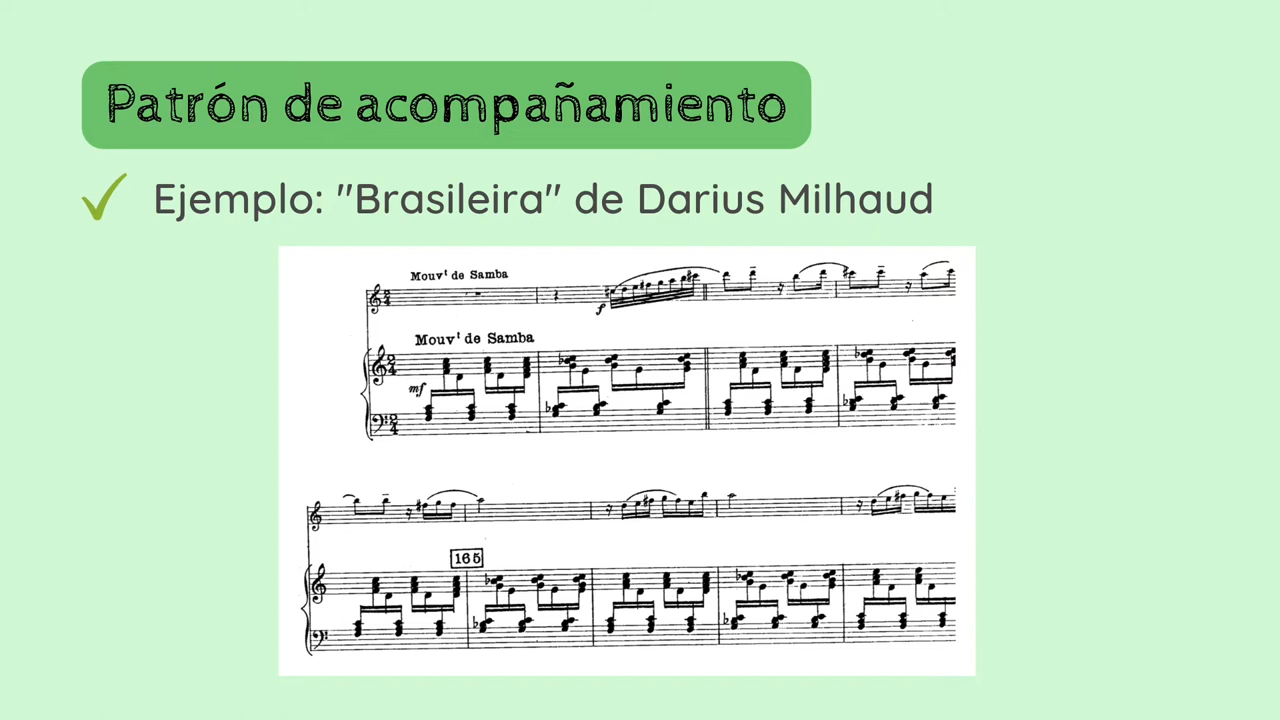 Patrón de acompañamiento
Ejemplo: "Brasileira" de Darius Milhaud
Mouvt de Samba
f
Mouvt de Samba
mf
165